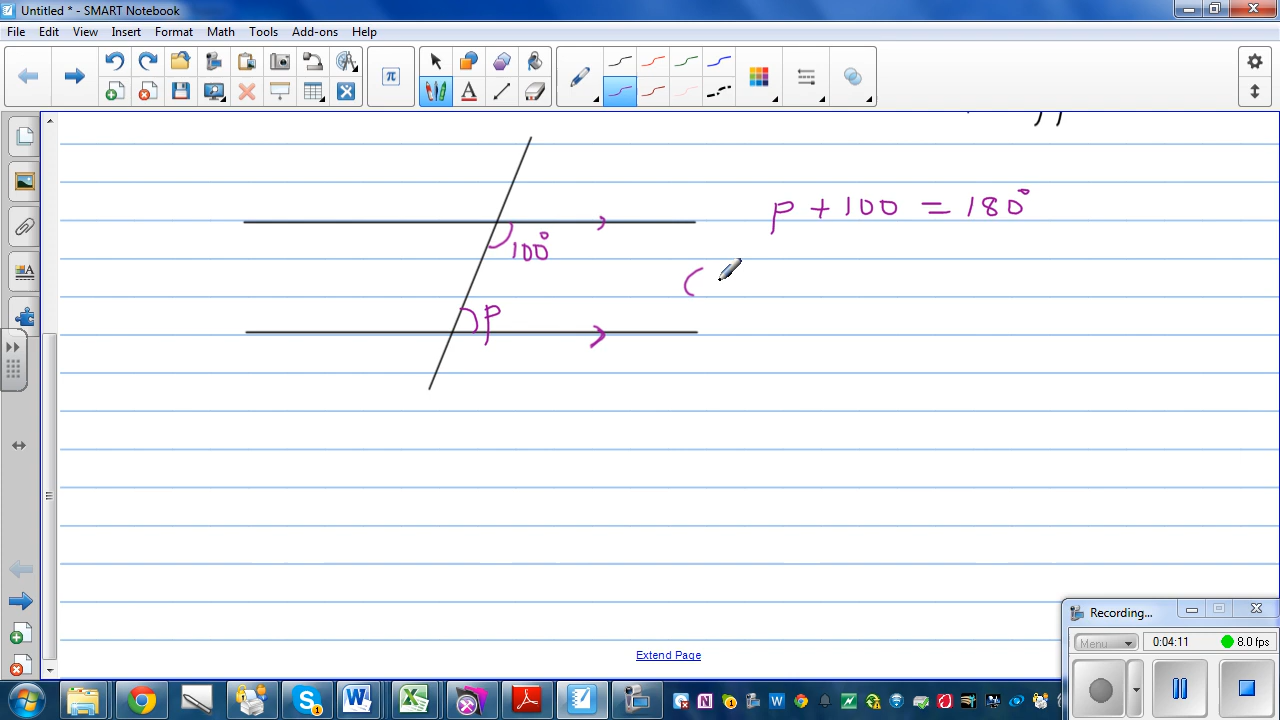 Untitled * - SMART Notebook
File Edit View Insert Format Math Tools Add-ons Help
π
A
p + 100 = 180°
100°
(
p
Extend Page
Recording...
Menu 0:04:11 8.0 fps